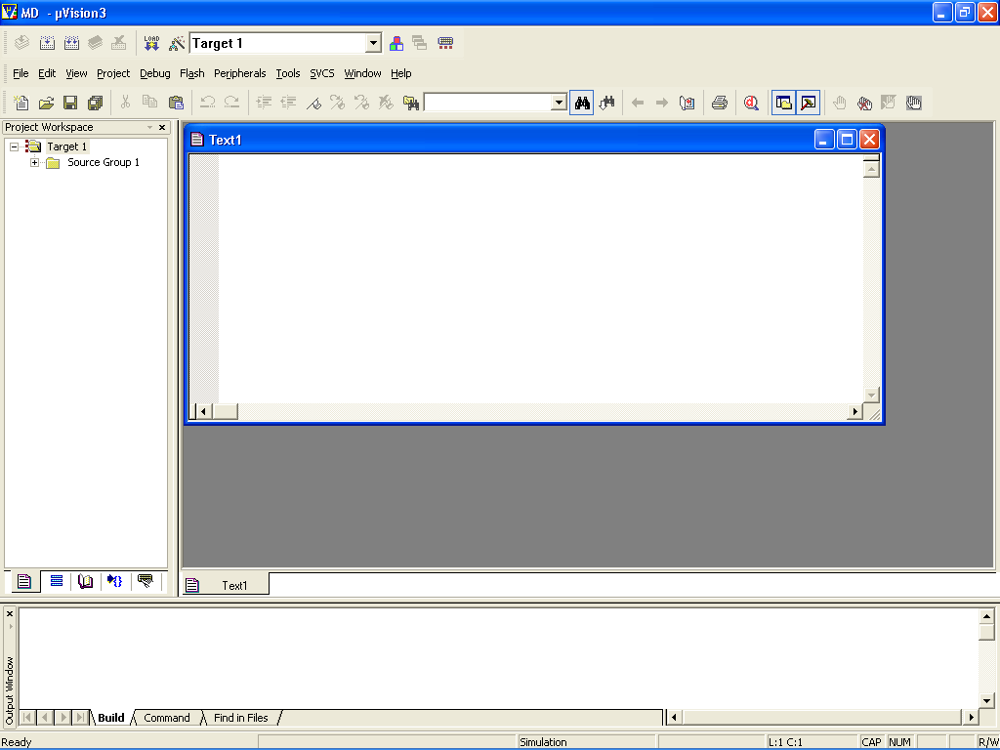 MD - µVision3
LOAD
Target 1
File Edit View Project Debug Flash Peripherals Tools SVCS Window Help
Project Workspace
Target 1
Source Group 1
Text1
Text1
Output Window
Build Command Find in Files
Ready Simulation L:1 C:1 CAP NUM R/W